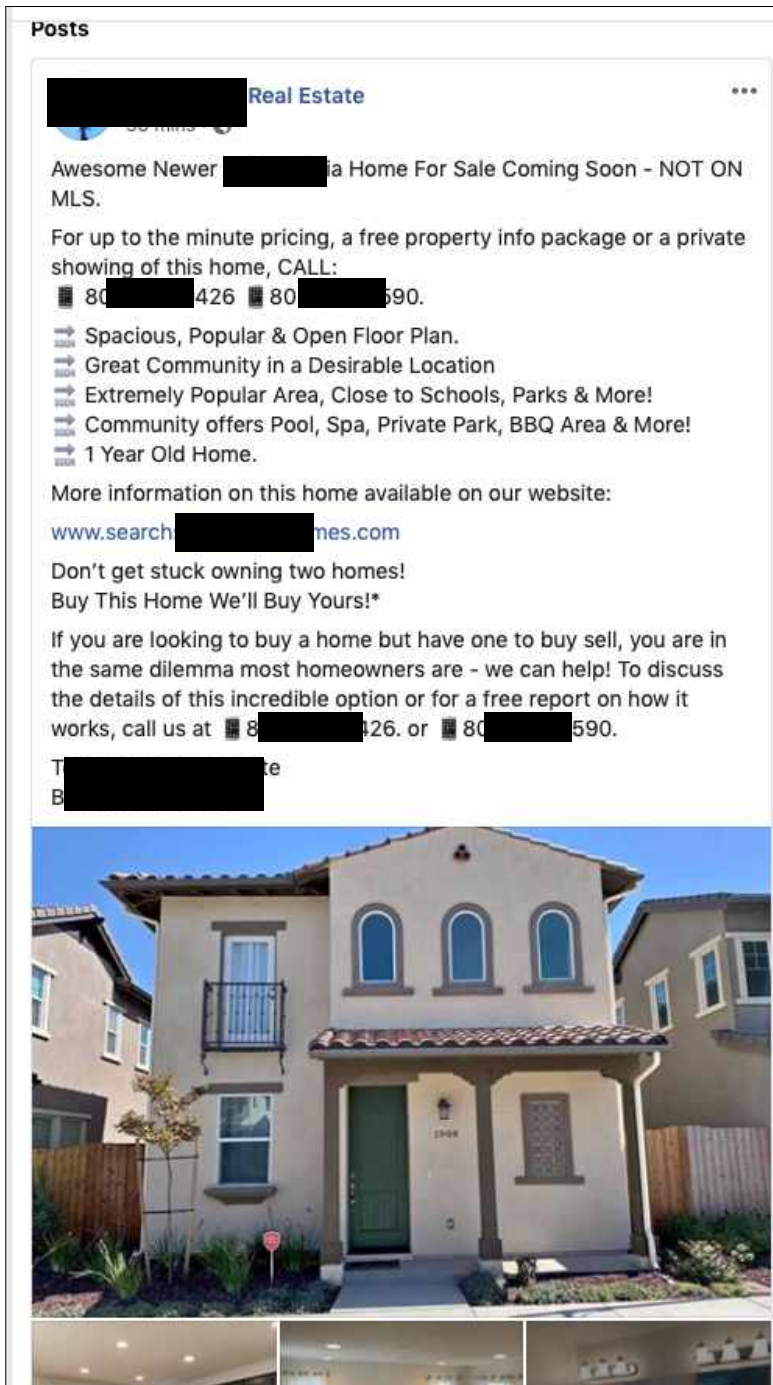 Posts
Real Estate
Awesome Newer ia Home For Sale Coming Soon - NOT ON
MLS.
For up to the minute pricing, a free property info package or a private
showing of this home, CALL:
80 426 80 590.
Spacious, Popular & Open Floor Plan.
Great Community in a Desirable Location
Extremely Popular Area, Close to Schools, Parks & More!
Community offers Pool, Spa, Private Park, BBQ Area & More!
1 Year Old Home.
More information on this home available on our website:
www.search mes.com
Don't get stuck owning two homes!
Buy This Home We'll Buy Yours!*
If you are looking to buy a home but have one to buy sell, you are in
the same dilemma most homeowners are - we can help! To discuss
the details of this incredible option or for a free report on how it
works, call us at 8 426. or 80 590.
T te
B